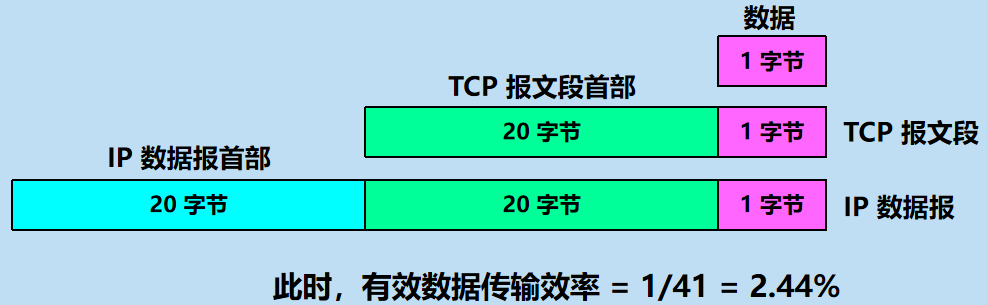 数据
1 字节
TCP 报文段首部
20 字节 1 字节 TCP 报文段
IP 数据报首部
20 字节 20 字节 1 字节 IP 数据报
此时，有效数据传输效率 = 1/41 = 2.44%